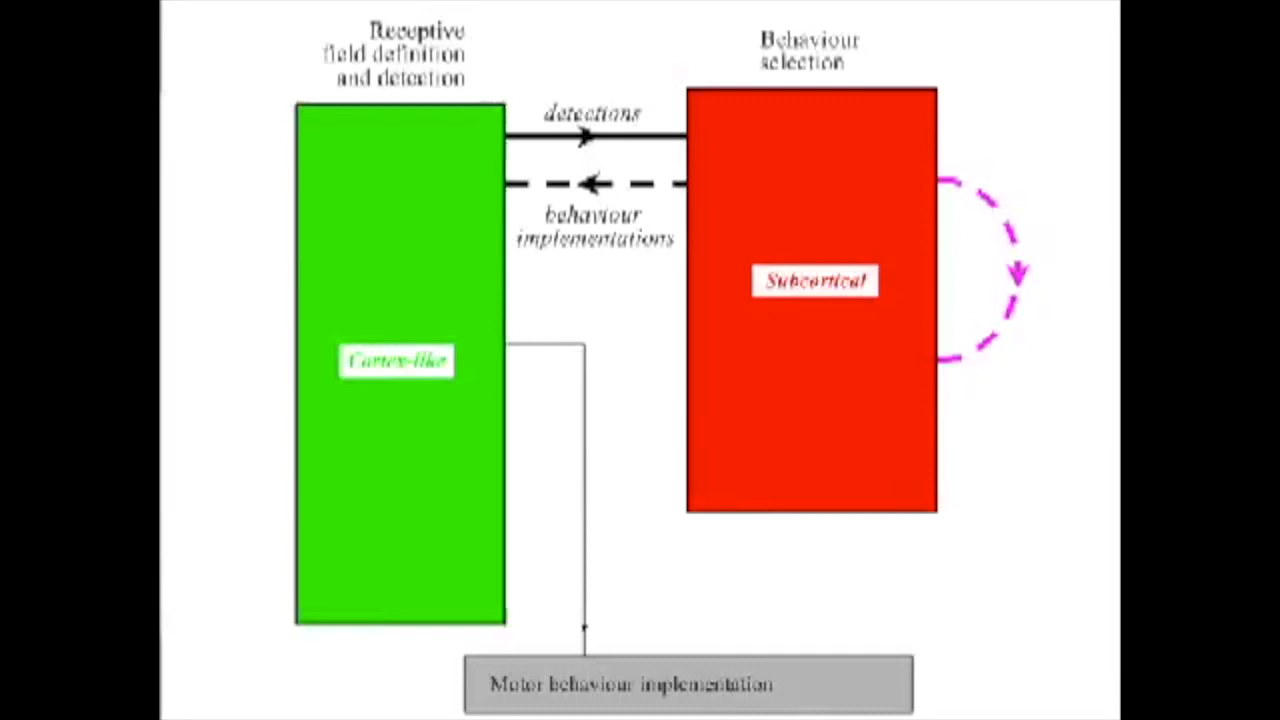 Receptive
field definition
and detection
Behaviour
selection
detections
behaviour
implementations
Subcortical
Cortex-like
Motor behaviour implementation